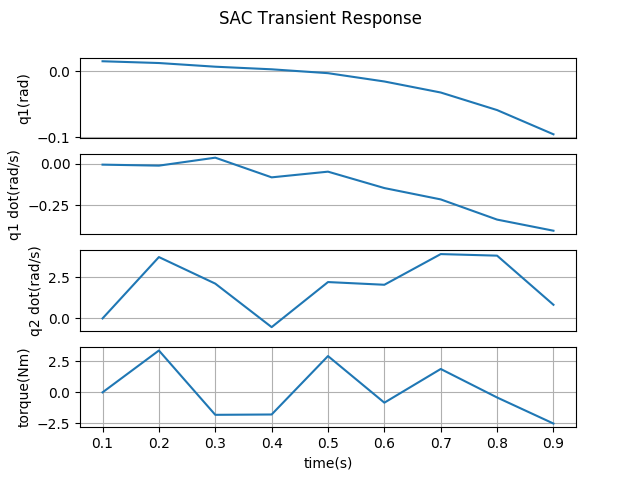 SAC Transient Response
q1(rad)
0.0
−0.1
q1 dot(rad/s)
0.00
−0.25
q2 dot(rad/s)
2.5
0.0
torque(Nm)
2.5
0.0
−2.5
0.1 0.2 0.3 0.4 0.5 0.6 0.7 0.8 0.9
time(s)